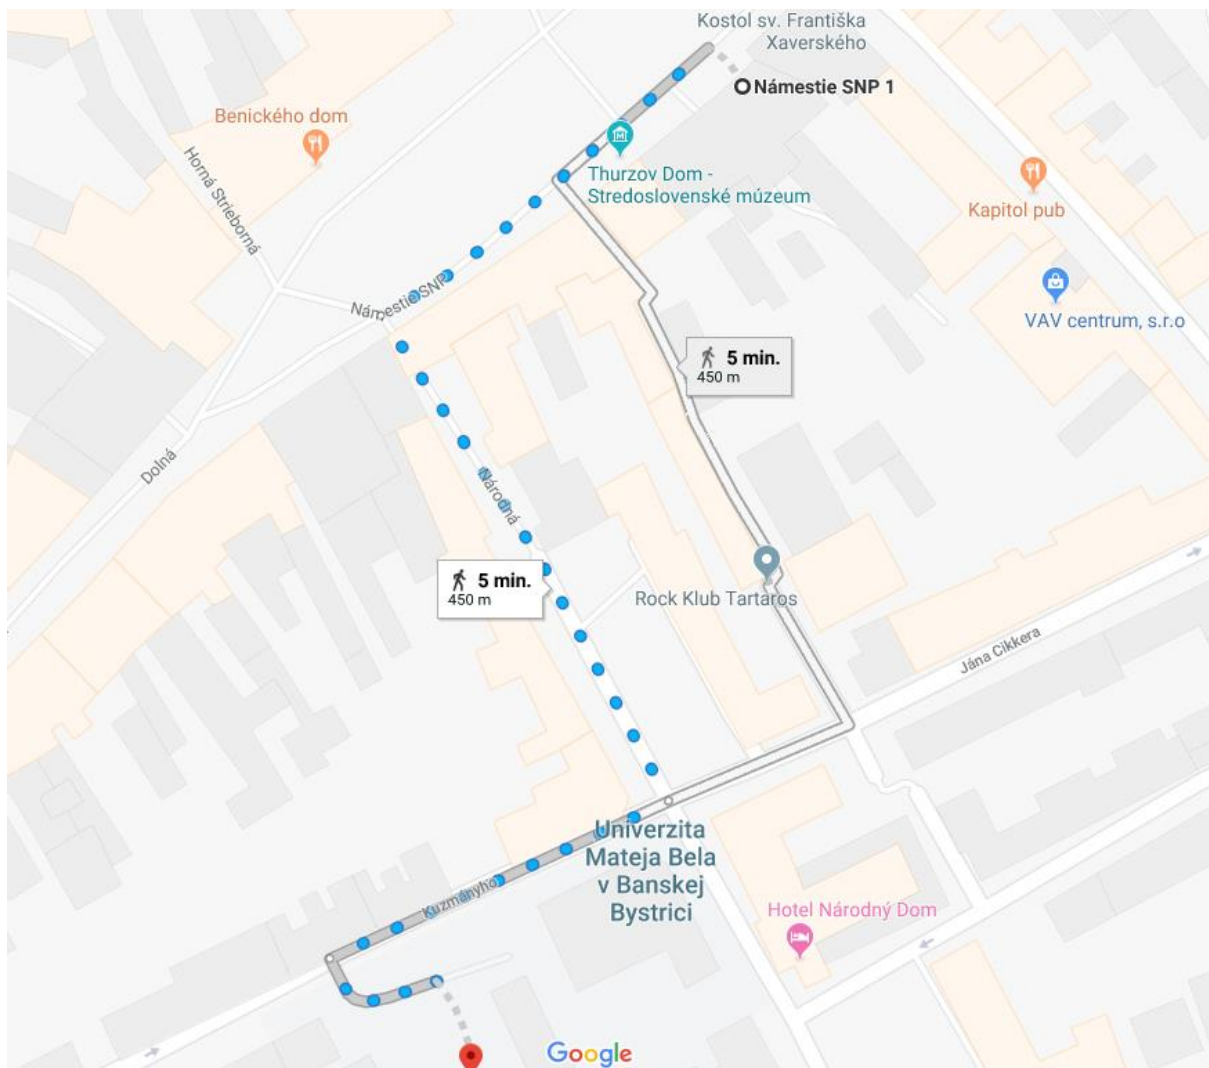 Kostol sv. Františka
Xaverského
Námestie SNP 1
Benického dom
Horná Strieborná
Thurzov Dom -
Stredoslovenské múzeum
Kapitol pub
Námestie SNP
VAV centrum, s.r.o
5 min.
450 m
Dolná
Národná
5 min.
450 m
Rock Klub Tartaros
Jána Cikkera
Univerzita
Mateja Bela
v Banskej
Bystrici
Kuzmányho
Hotel Národný Dom
Google